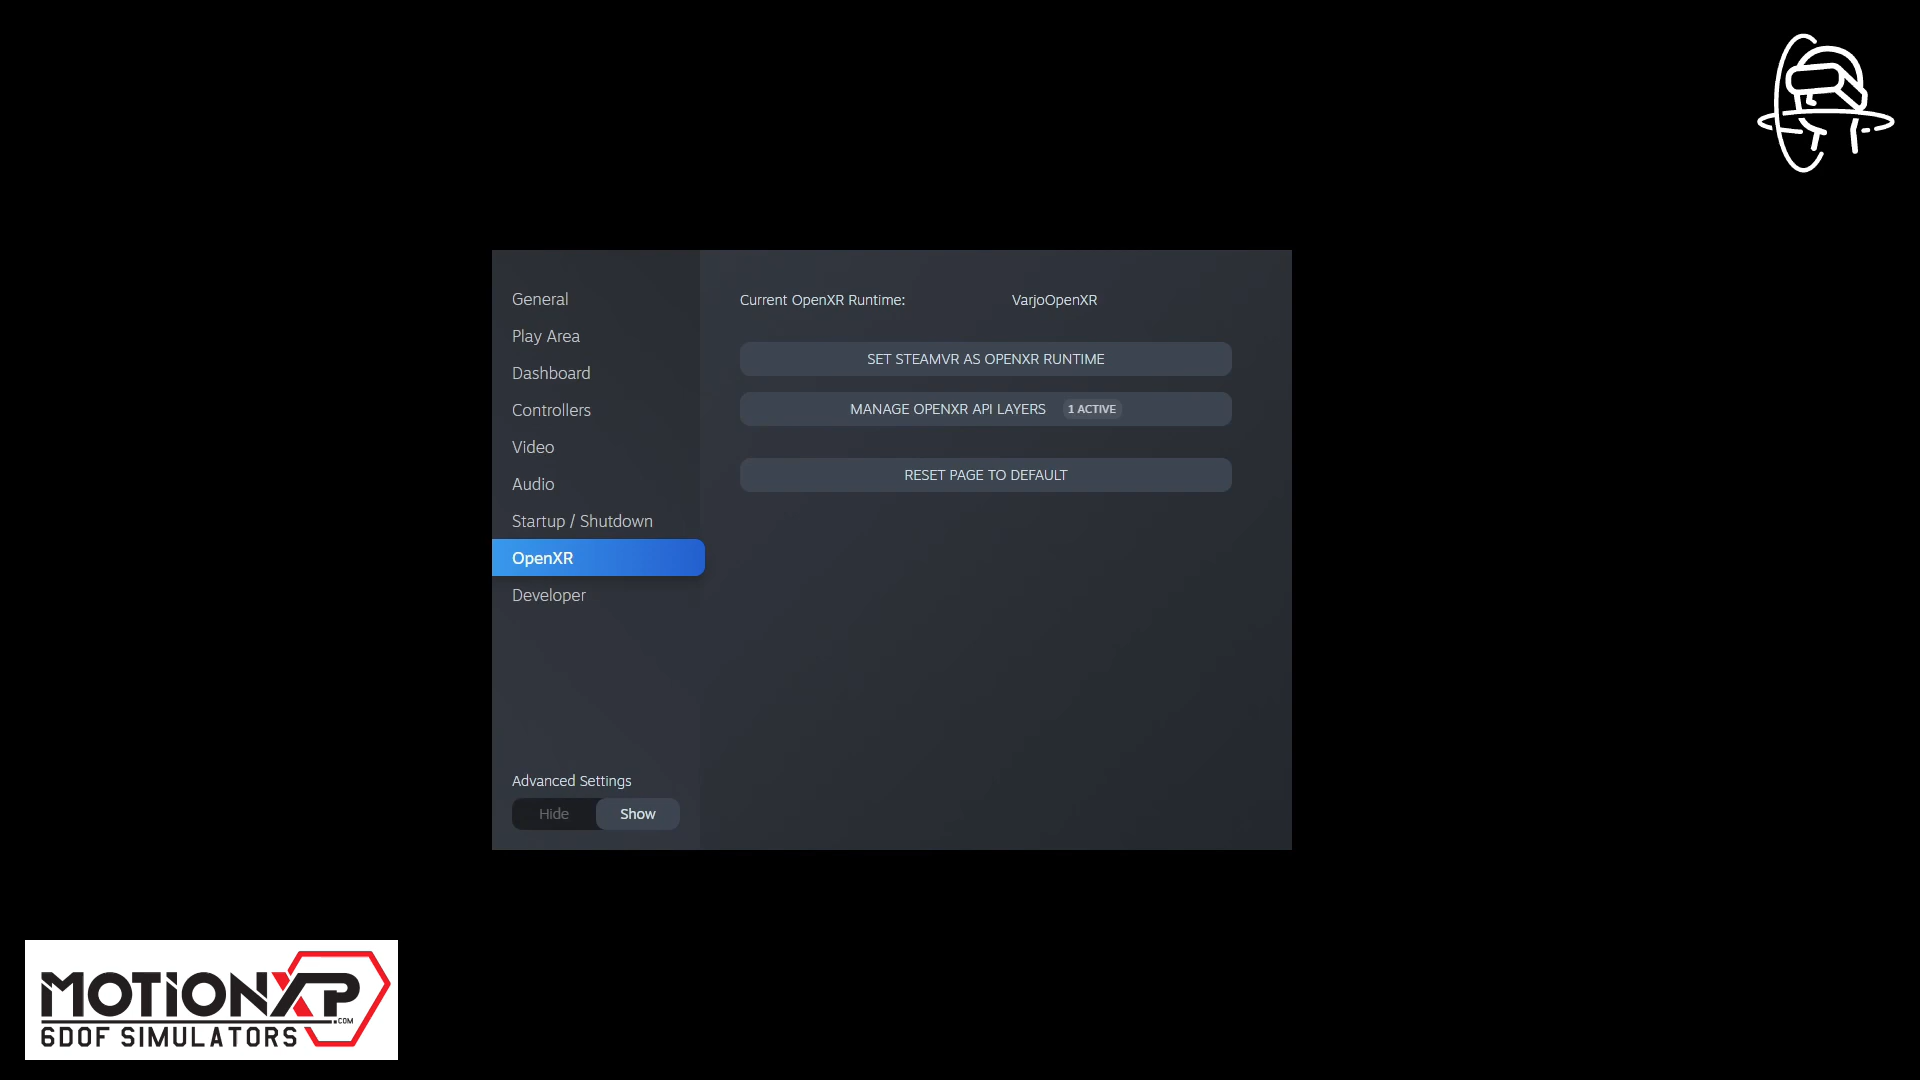 General
Play Area
Dashboard
Controllers
Video
Audio
Startup / Shutdown
OpenXR
Developer
Advanced Settings
Hide Show
Current OpenXR Runtime: VarjoOpenXR
SET STEAMVR AS OPENXR RUNTIME
MANAGE OPENXR API LAYERS 1 ACTIVE
RESET PAGE TO DEFAULT
MOTIONXP
.COM
6DOF SIMULATORS